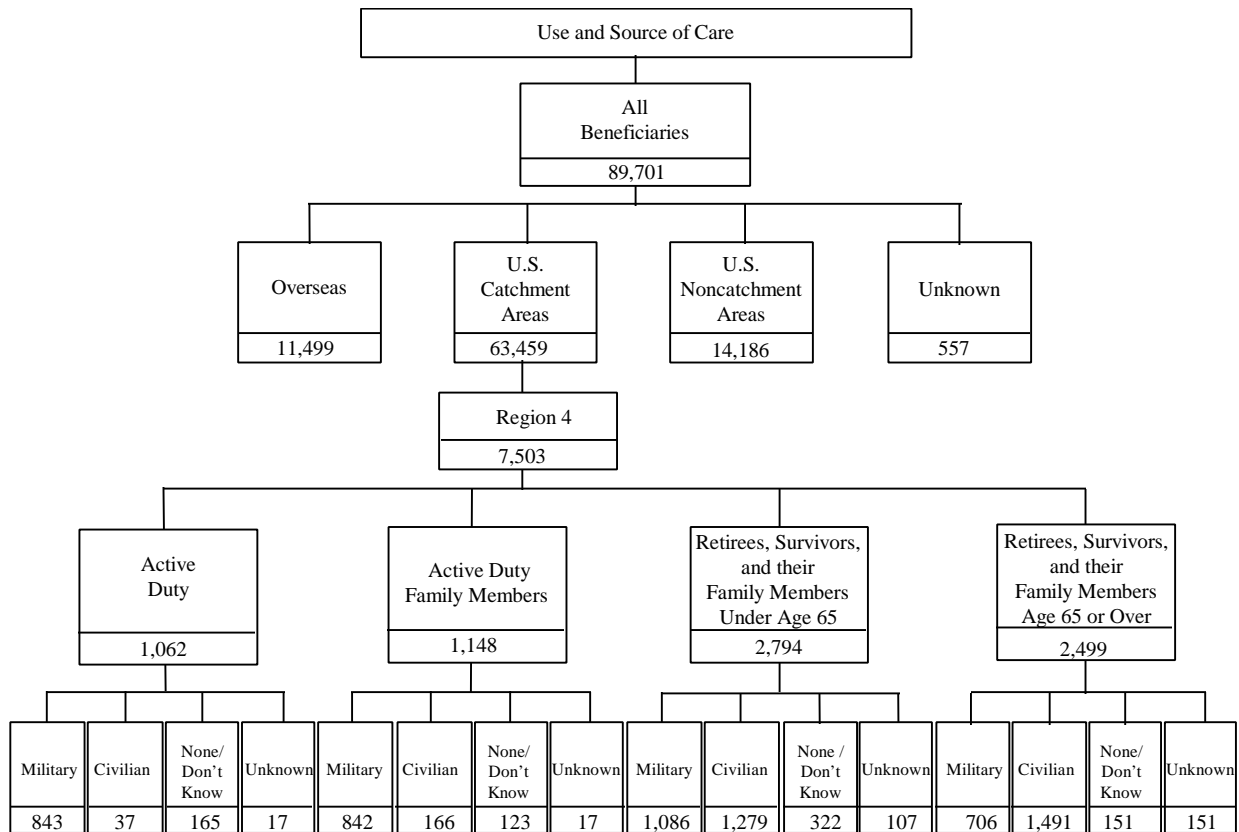 Use and Source of Care
All
Beneficiaries
89,701
Overseas
11,499
U.S.
Catchment
Areas
63,459
U.S.
Noncatchment
Areas
14,186
Unknown
557
Region 4
7,503
Active
Duty
1,062
Active Duty
Family Members
1,148
Retirees, Survivors,
and their
Family Members
Under Age 65
2,794
Retirees, Survivors,
and their
Family Members
Age 65 or Over
2,499
Military
843
Civilian
37
None/
Don't
Know
165
Unknown
17
Military
842
Civilian
166
None/
Don't
Know
123
Unknown
17
Military
1,086
Civilian
1,279
None /
Don't
Know
322
Unknown
107
Military
706
Civilian
1,491
None/
Don't
Know
151
Unknown
151